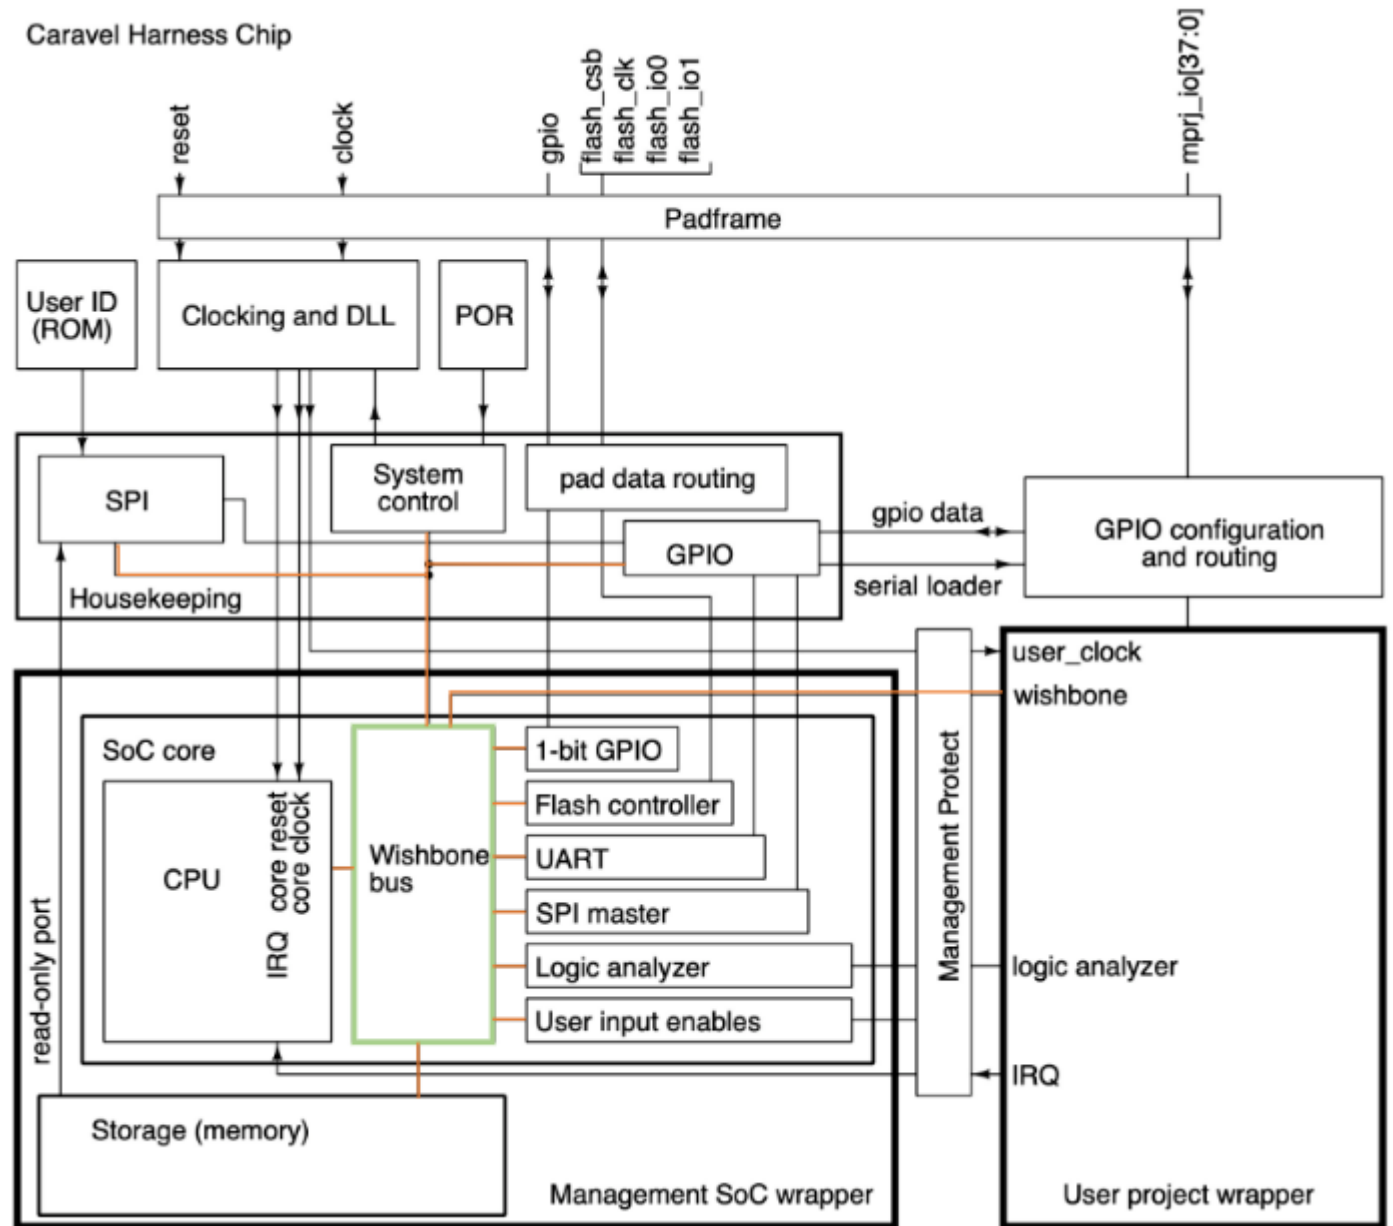 Caravel Harness Chip
reset
clock
gpio
flash_csb
flash_clk
flash_io0
flash_io1
mprj_io[37:0]
Padframe
User ID
(ROM)
Clocking and DLL
POR
SPI
System
control
pad data routing
GPIO
gpio data
serial loader
GPIO configuration
and routing
Housekeeping
user_clock
wishbone
SoC core
CPU
core reset
core clock
IRQ
Wishbone
bus
1-bit GPIO
Flash controller
UART
SPI master
Logic analyzer
User input enables
Management Protect
logic analyzer
IRQ
read-only port
Storage (memory)
Management SoC wrapper
User project wrapper